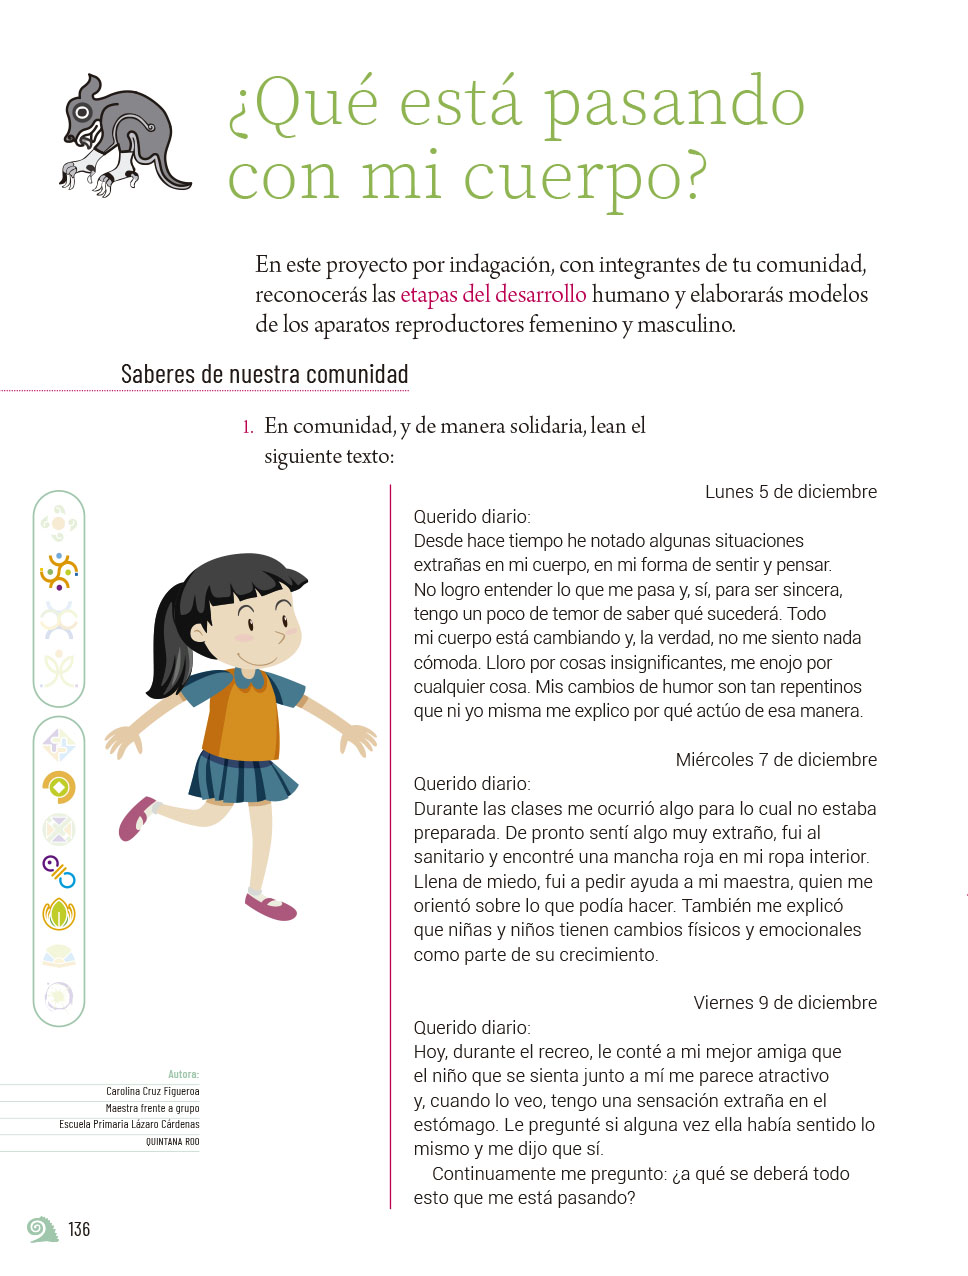 ¿Qué está pasando
con mi cuerpo?
En este proyecto por indagación, con integrantes de tu comunidad,
reconocerás las etapas del desarrollo humano y elaborarás modelos
de los aparatos reproductores femenino y masculino.
Saberes de nuestra comunidad
1. En comunidad, y de manera solidaria, lean el
siguiente texto:
Lunes 5 de diciembre
Querido diario:
Desde hace tiempo he notado algunas situaciones
extrañas en mi cuerpo, en mi forma de sentir y pensar.
No logro entender lo que me pasa y, sí, para ser sincera,
tengo un poco de temor de saber qué sucederá. Todo
mi cuerpo está cambiando y, la verdad, no me siento nada
cómoda. Lloro por cosas insignificantes, me enojo por
cualquier cosa. Mis cambios de humor son tan repentinos
que ni yo misma me explico por qué actúo de esa manera.
Miércoles 7 de diciembre
Querido diario:
Durante las clases me ocurrió algo para lo cual no estaba
preparada. De pronto sentí algo muy extraño, fui al
sanitario y encontré una mancha roja en mi ropa interior.
Llena de miedo, fui a pedir ayuda a mi maestra, quien me
orientó sobre lo que podía hacer. También me explicó
que niñas y niños tienen cambios físicos y emocionales
como parte de su crecimiento.
Viernes 9 de diciembre
Querido diario:
Hoy, durante el recreo, le conté a mi mejor amiga que
el niño que se sienta junto a mí me parece atractivo
y, cuando lo veo, tengo una sensación extraña en el
estómago. Le pregunté si alguna vez ella había sentido lo
mismo y me dijo que sí.
Continuamente me pregunto: ¿a qué se deberá todo
esto que me está pasando?
Autora:
Carolina Cruz Figueroa
Maestra frente a grupo
Escuela Primaria Lázaro Cárdenas
QUINTANA ROO
136